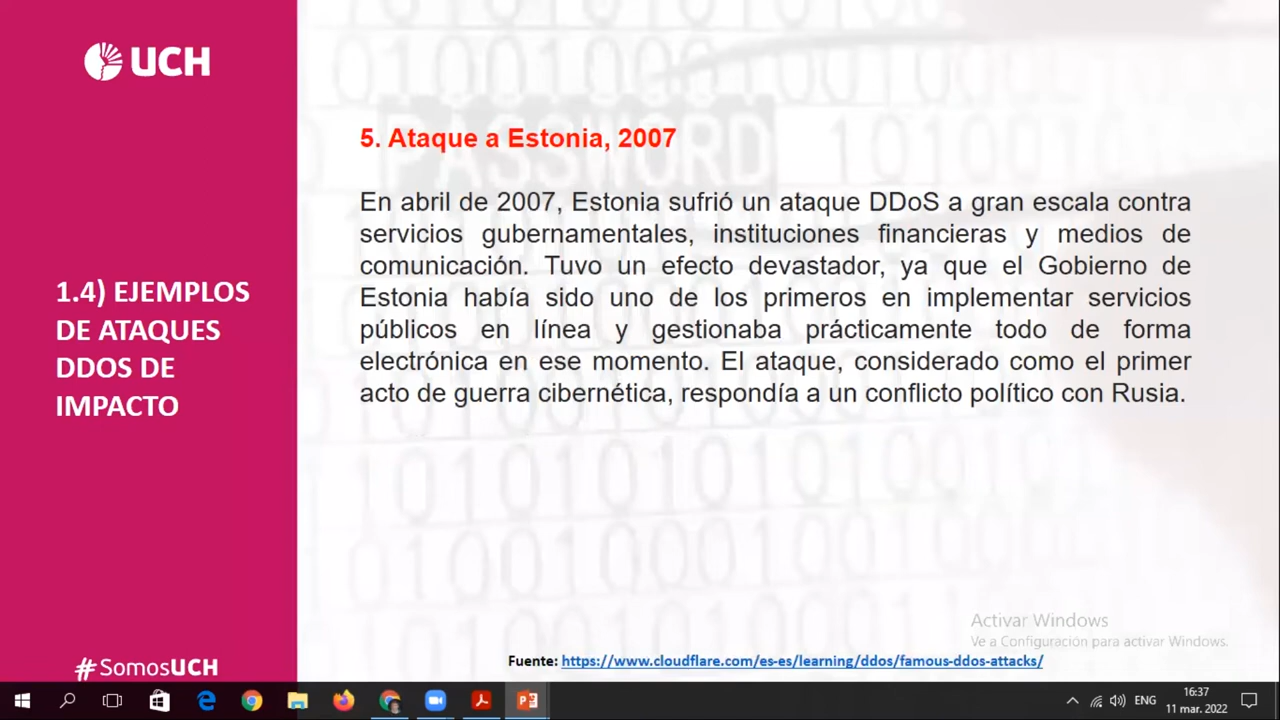 UCH
1.4) EJEMPLOS
DE ATAQUES
DDOS DE
IMPACTO
#SomosUCH
PASSWORD
5. Ataque a Estonia, 2007
En abril de 2007, Estonia sufrió un ataque DDoS a gran escala contra
servicios gubernamentales, instituciones financieras y medios de
comunicación. Tuvo un efecto devastador, ya que el Gobierno de
Estonia había sido uno de los primeros en implementar servicios
públicos en línea y gestionaba prácticamente todo de forma
electrónica en ese momento. El ataque, considerado como el primer
acto de guerra cibernética, respondía a un conflicto político con Rusia.
Activar Windows
Ve a Configuración para activar Windows.
Fuente: https://www.cloudflare.com/es-es/learning/ddos/famous-ddos-attacks/
ENG
16:37
11 mar. 2022